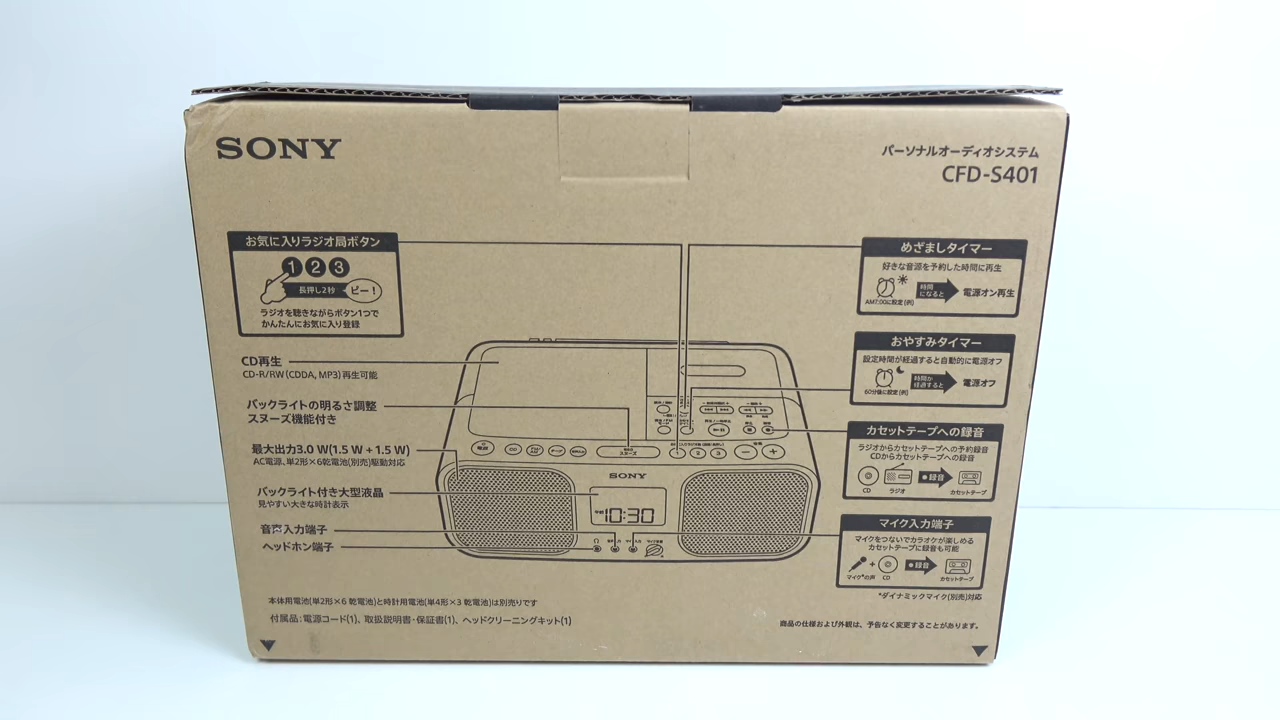 SONY
パーソナルオーディオシステム
CFD-S401
お気に入りラジオ局ボタン
1 2 3
長押し2秒 ピー!
ラジオを聴きながらボタン1つで
かんたんにお気に入り登録
CD再生
CD-R/RW(CDDA, MP3)再生可能
バックライトの明るさ調整
スヌーズ機能付き
最大出力3.0 W(1.5 W + 1.5 W)
AC電源、単2形×6乾電池(別売)駆動対応
バックライト付き大型液晶
見やすい大きな時計表示
音声入力端子
ヘッドホン端子
めざましタイマー
好きな音源を予約した時間に再生
AM7:00に設定(例)
時間
になると
電源オン再生
おやすみタイマー
設定時間が経過すると自動的に電源オフ
60分後に設定(例)
時間が
経過すると
電源オフ
カセットテープへの録音
ラジオからカセットテープへの予約録音
CDからカセットテープへの録音
CD ラジオ ●録音 カセットテープ
マイク入力端子
マイクをつないでカラオケが楽しめる
カセットテープに録音も可能
マイク*の声 + CD ●録音 カセットテープ
*ダイナミックマイク(別売)対応
SONY
午前10:30
電源 CD スヌーズ 2 3 − +
本体用電池(単2形×6 乾電池)と時計用電池(単4形×3 乾電池)は別売りです
付属品:電源コード(1)、取扱説明書・保証書(1)、ヘッドクリーニングキット(1)
商品の仕様および外観は、予告なく変更することがあります。